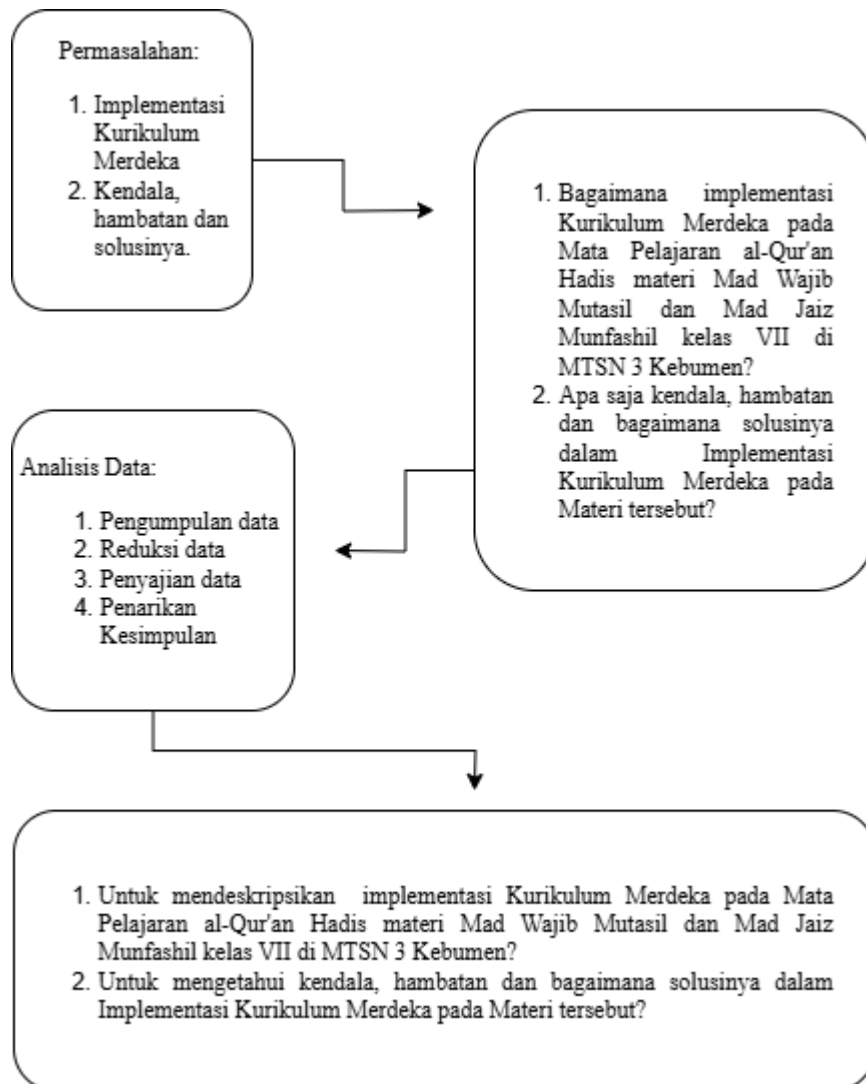 Permasalahan:
1. Implementasi
Kurikulum
Merdeka
2. Kendala,
hambatan dan
solusinya.
1. Bagaimana implementasi
Kurikulum Merdeka pada
Mata Pelajaran al-Qur'an
Hadis materi Mad Wajib
Mutasil dan Mad Jaiz
Munfashil kelas VII di
MTSN 3 Kebumen?
2. Apa saja kendala, hambatan
dan bagaimana solusinya
dalam Implementasi
Kurikulum Merdeka pada
Materi tersebut?
Analisis Data:
1. Pengumpulan data
2. Reduksi data
3. Penyajian data
4. Penarikan
Kesimpulan
1. Untuk mendeskripsikan implementasi Kurikulum Merdeka pada Mata
Pelajaran al-Qur'an Hadis materi Mad Wajib Mutasil dan Mad Jaiz
Munfashil kelas VII di MTSN 3 Kebumen?
2. Untuk mengetahui kendala, hambatan dan bagaimana solusinya dalam
Implementasi Kurikulum Merdeka pada Materi tersebut?